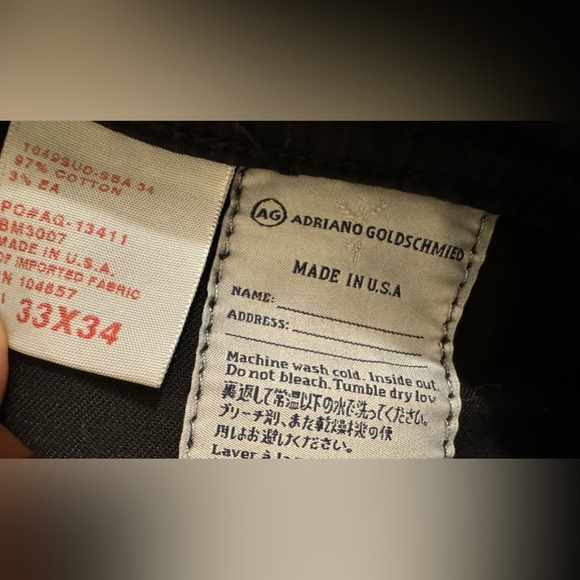 T049SUD-SBA 34
97% COTTON
3% EA
PO#AG-13411
BM3007
MADE IN U.S.A.
OF IMPORTED FABRIC
N 104857
33X34
AG ADRIANO GOLDSCHMIED
MADE IN U.S.A
NAME:
ADDRESS:
Machine wash cold. Inside out.
Do not bleach. Tumble dry low
裏返して常温以下の水で洗ってください。
ブリーチ剤、また乾燥機の使
用はお避けください。
Laver à